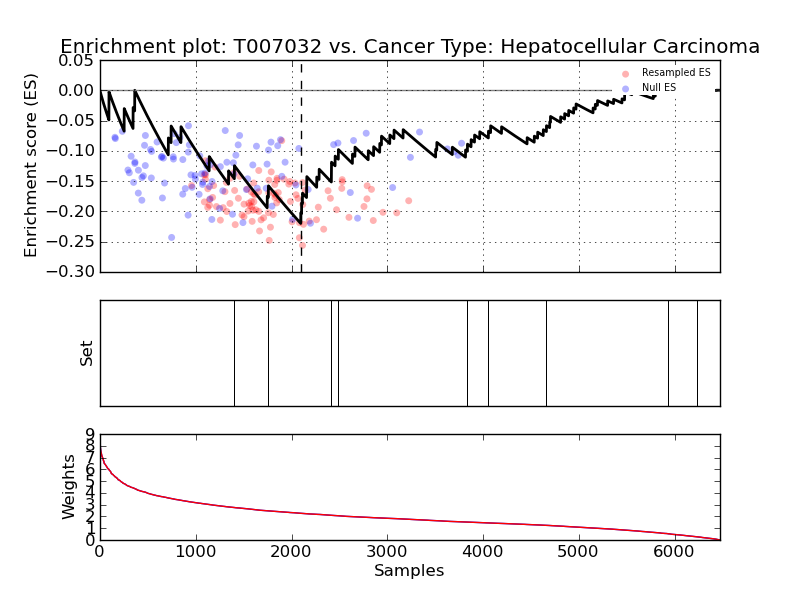 Enrichment plot: T007032 vs. Cancer Type: Hepatocellular Carcinoma
Enrichment score (ES)
0.05
0.00
−0.05
−0.10
−0.15
−0.20
−0.25
−0.30
Resampled ES
Null ES
Set
Weights
9
8
7
6
5
4
3
2
1
0
0 1000 2000 3000 4000 5000 6000
Samples